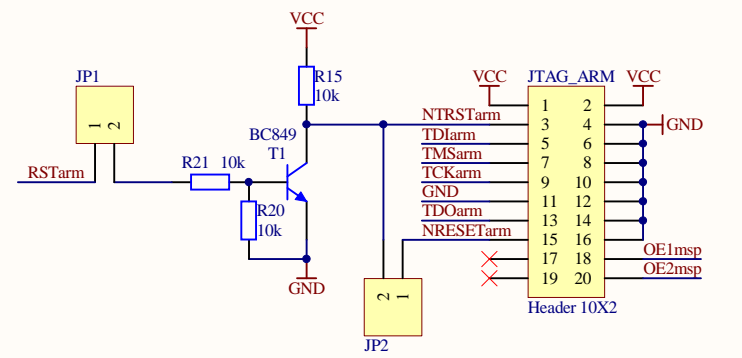 VCC
JP1
R15
10k
VCC
JTAG_ARM
VCC
1
2
BC849
T1
NTRSTarm
1
2
3
4
GND
TDIarm
5
6
R21 10k
TMSarm
7
8
RSTarm
TCKarm
9
10
R20
10k
GND
11
12
TDOarm
13
14
NRESETarm
15
16
17
18
OE1msp
GND
19
20
OE2msp
2
1
Header 10X2
JP2